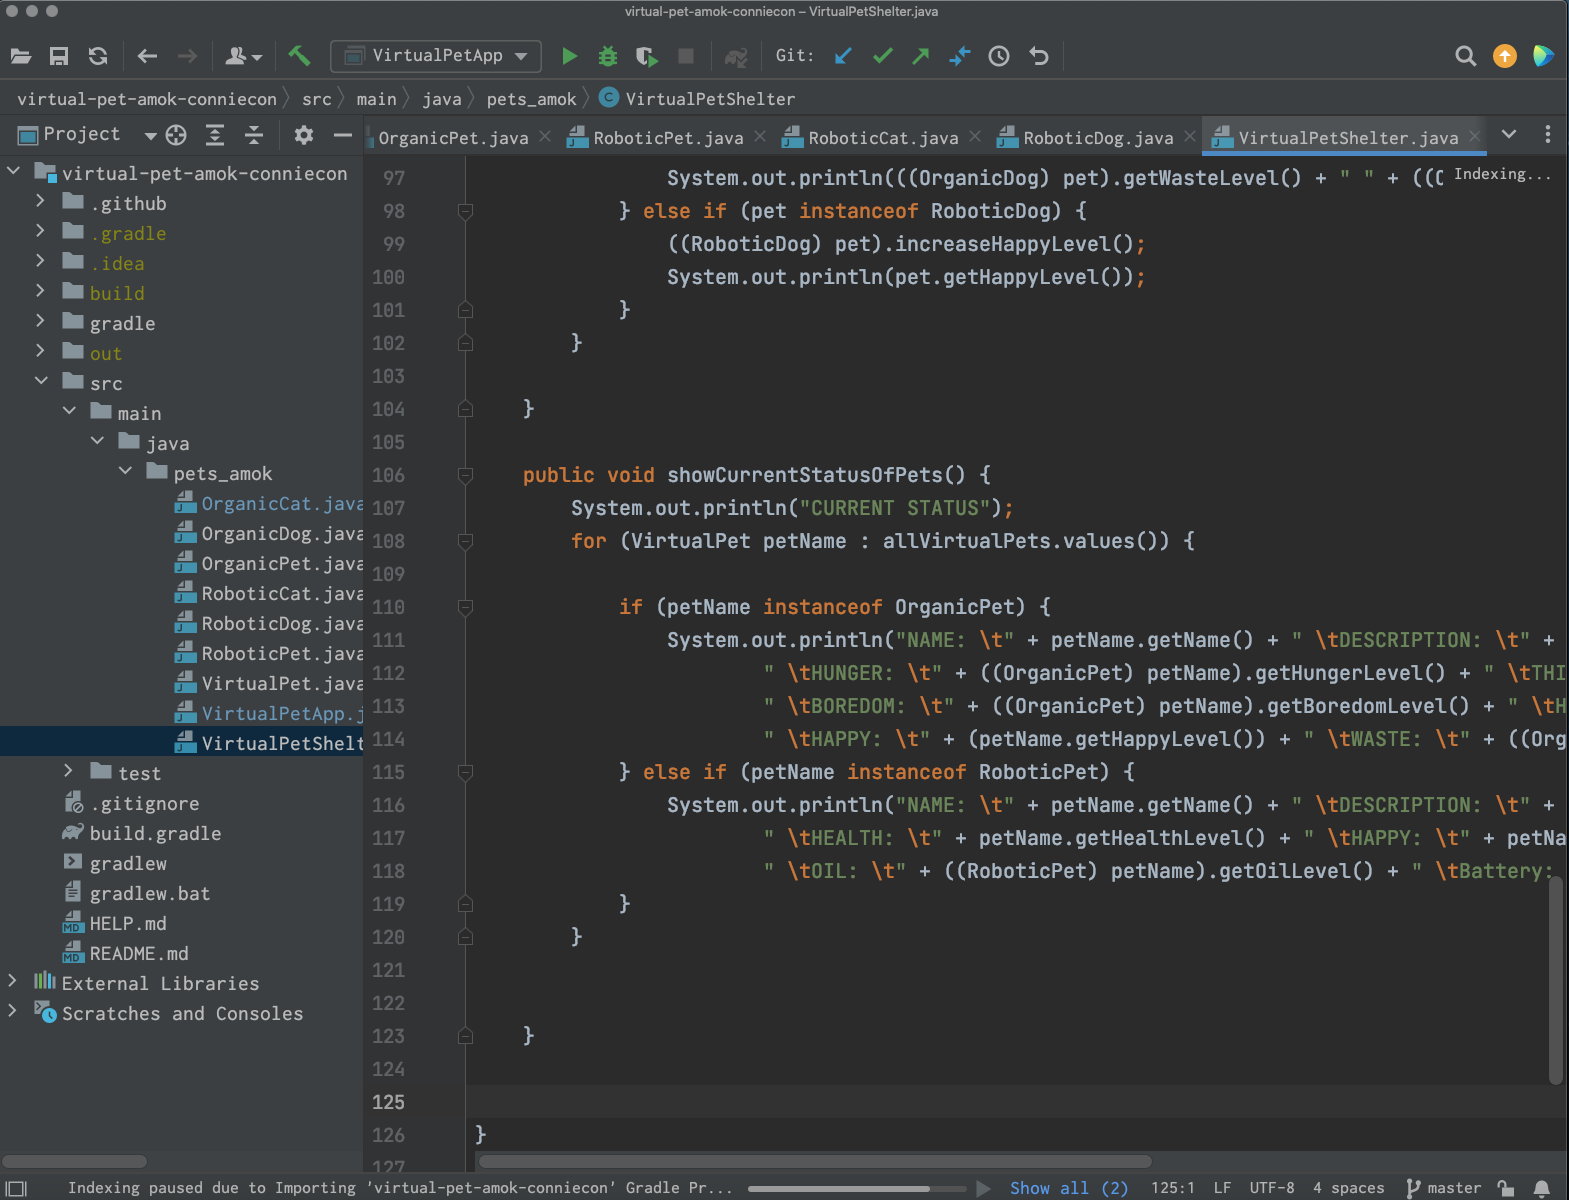 virtual-pet-amok-conniecon – VirtualPetShelter.java
VirtualPetApp Git:
virtual-pet-amok-conniecon src main java pets_amok C VirtualPetShelter
Project OrganicPet.java RoboticPet.java RoboticCat.java RoboticDog.java VirtualPetShelter.java
virtual-pet-amok-conniecon
.github
.gradle
.idea
build
gradle
out
src
main
java
pets_amok
OrganicCat.java
OrganicDog.java
OrganicPet.java
RoboticCat.java
RoboticDog.java
RoboticPet.java
VirtualPet.java
VirtualPetApp.j
VirtualPetShelt
test
.gitignore
build.gradle
gradlew
gradlew.bat
HELP.md
README.md
External Libraries
Scratches and Consoles
97 System.out.println(((OrganicDog) pet).getWasteLevel() + " " + ((O Indexing...
98 } else if (pet instanceof RoboticDog) {
99 ((RoboticDog) pet).increaseHappyLevel();
100 System.out.println(pet.getHappyLevel());
101 }
102 }
103
104 }
105
106 public void showCurrentStatusOfPets() {
107 System.out.println("CURRENT STATUS");
108 for (VirtualPet petName : allVirtualPets.values()) {
109
110 if (petName instanceof OrganicPet) {
111 System.out.println("NAME: \t" + petName.getName() + " \tDESCRIPTION: \t" +
112 " \tHUNGER: \t" + ((OrganicPet) petName).getHungerLevel() + " \tTHI
113 " \tBOREDOM: \t" + ((OrganicPet) petName).getBoredomLevel() + " \tH
114 " \tHAPPY: \t" + (petName.getHappyLevel()) + " \tWASTE: \t" + ((Org
115 } else if (petName instanceof RoboticPet) {
116 System.out.println("NAME: \t" + petName.getName() + " \tDESCRIPTION: \t" +
117 " \tHEALTH: \t" + petName.getHealthLevel() + " \tHAPPY: \t" + petNa
118 " \tOIL: \t" + ((RoboticPet) petName).getOilLevel() + " \tBattery:
119 }
120 }
121
122
123 }
124
125
126 }
127
Indexing paused due to Importing 'virtual-pet-amok-conniecon' Gradle Pr... Show all (2) 125:1 LF UTF-8 4 spaces master